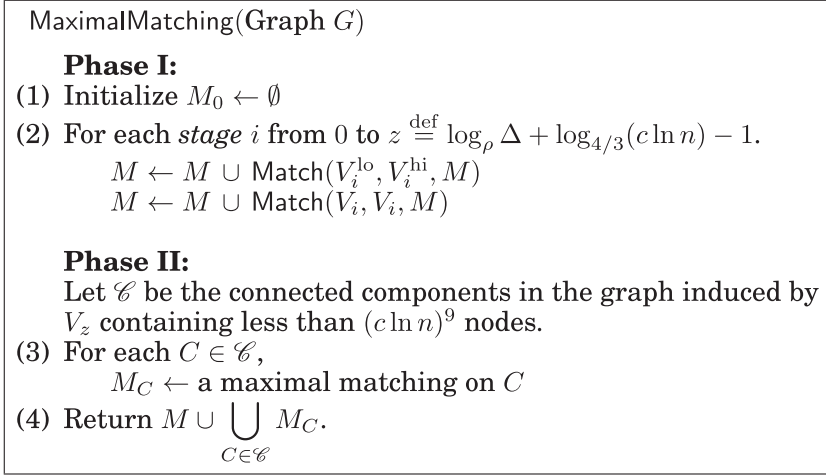 MaximalMatching(Graph G)
Phase I:
(1) Initialize M₀ ← ∅
(2) For each stage i from 0 to z ≝ log_ρ Δ + log_{4/3}(c ln n) − 1.
M ← M ∪ Match(V_i^lo, V_i^hi, M)
M ← M ∪ Match(V_i, V_i, M)
Phase II:
Let 𝒞 be the connected components in the graph induced by
V_z containing less than (c ln n)⁹ nodes.
(3) For each C ∈ 𝒞,
M_C ← a maximal matching on C
(4) Return M ∪ ⋃_{C∈𝒞} M_C.